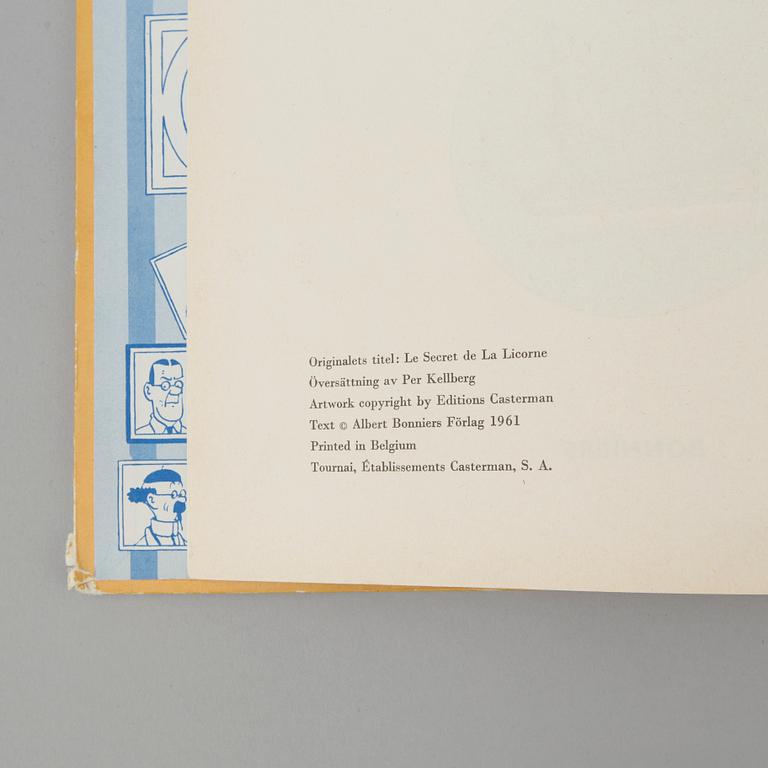 Originalets titel: Le Secret de La Licorne
Översättning av Per Kellberg
Artwork copyright by Editions Casterman
Text © Albert Bonniers Förlag 1961
Printed in Belgium
Tournai, Établissements Casterman, S. A.